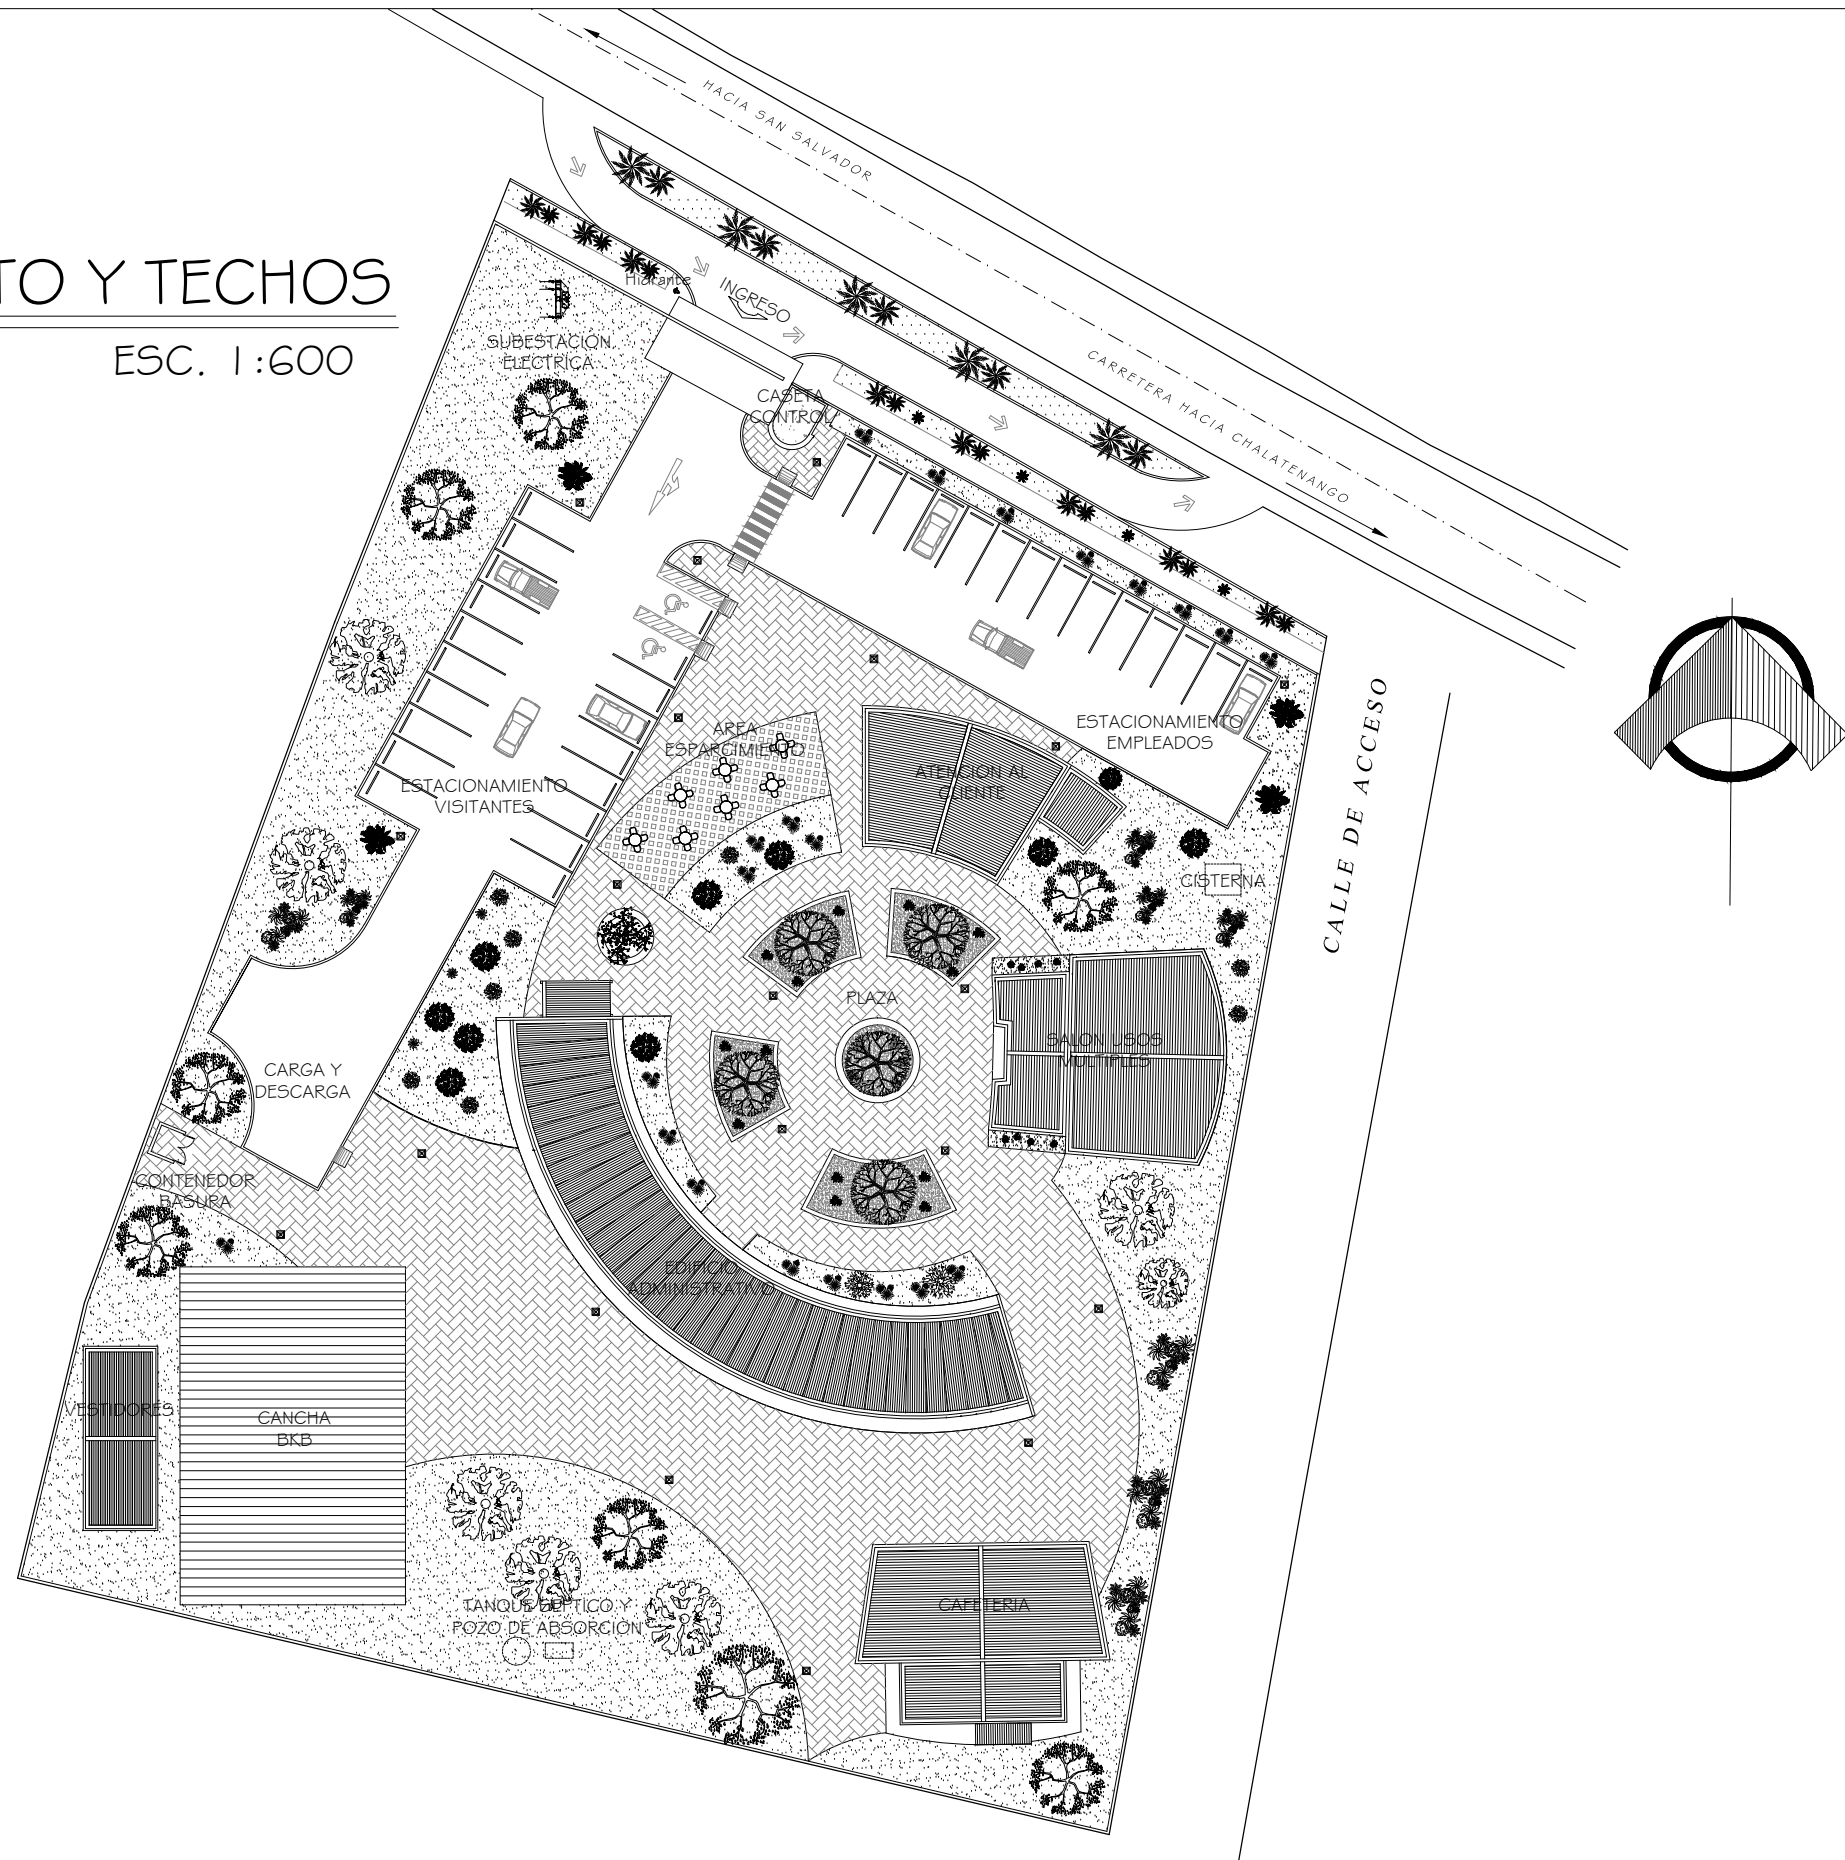 HACIA SAN SALVADOR
TO Y TECHOS
ESC. 1:600
Hidrante
INGRESO
SUBESTACION
ELECTRICA
CASETA
CONTROL
CARRETERA HACIA CHALATENANGO
CALLE DE ACCESO
AREA
ESPARCIMIENTO
ESTACIONAMIENTO
EMPLEADOS
ATENCION AL
CLIENTE
ESTACIONAMIENTO
VISITANTES
CISTERNA
PLAZA
SALON USOS
MULTIPLES
CARGA Y
DESCARGA
CONTENEDOR
BASURA
EDIFICIO
ADMINISTRATIVO
VESTIDORES
CANCHA
BKB
TANQUE SEPTICO Y
POZO DE ABSORCION
CAFETERIA